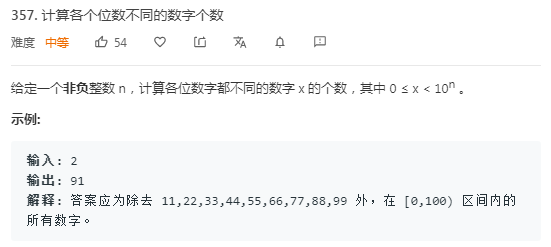 357. 计算各个位数不同的数字个数
难度 中等 54
给定一个非负整数 n，计算各位数字都不同的数字 x 的个数，其中 0 ≤ x < 10ⁿ 。
示例:
输入: 2
输出: 91
解释: 答案应为除去 11,22,33,44,55,66,77,88,99 外，在 [0,100) 区间内的
所有数字。